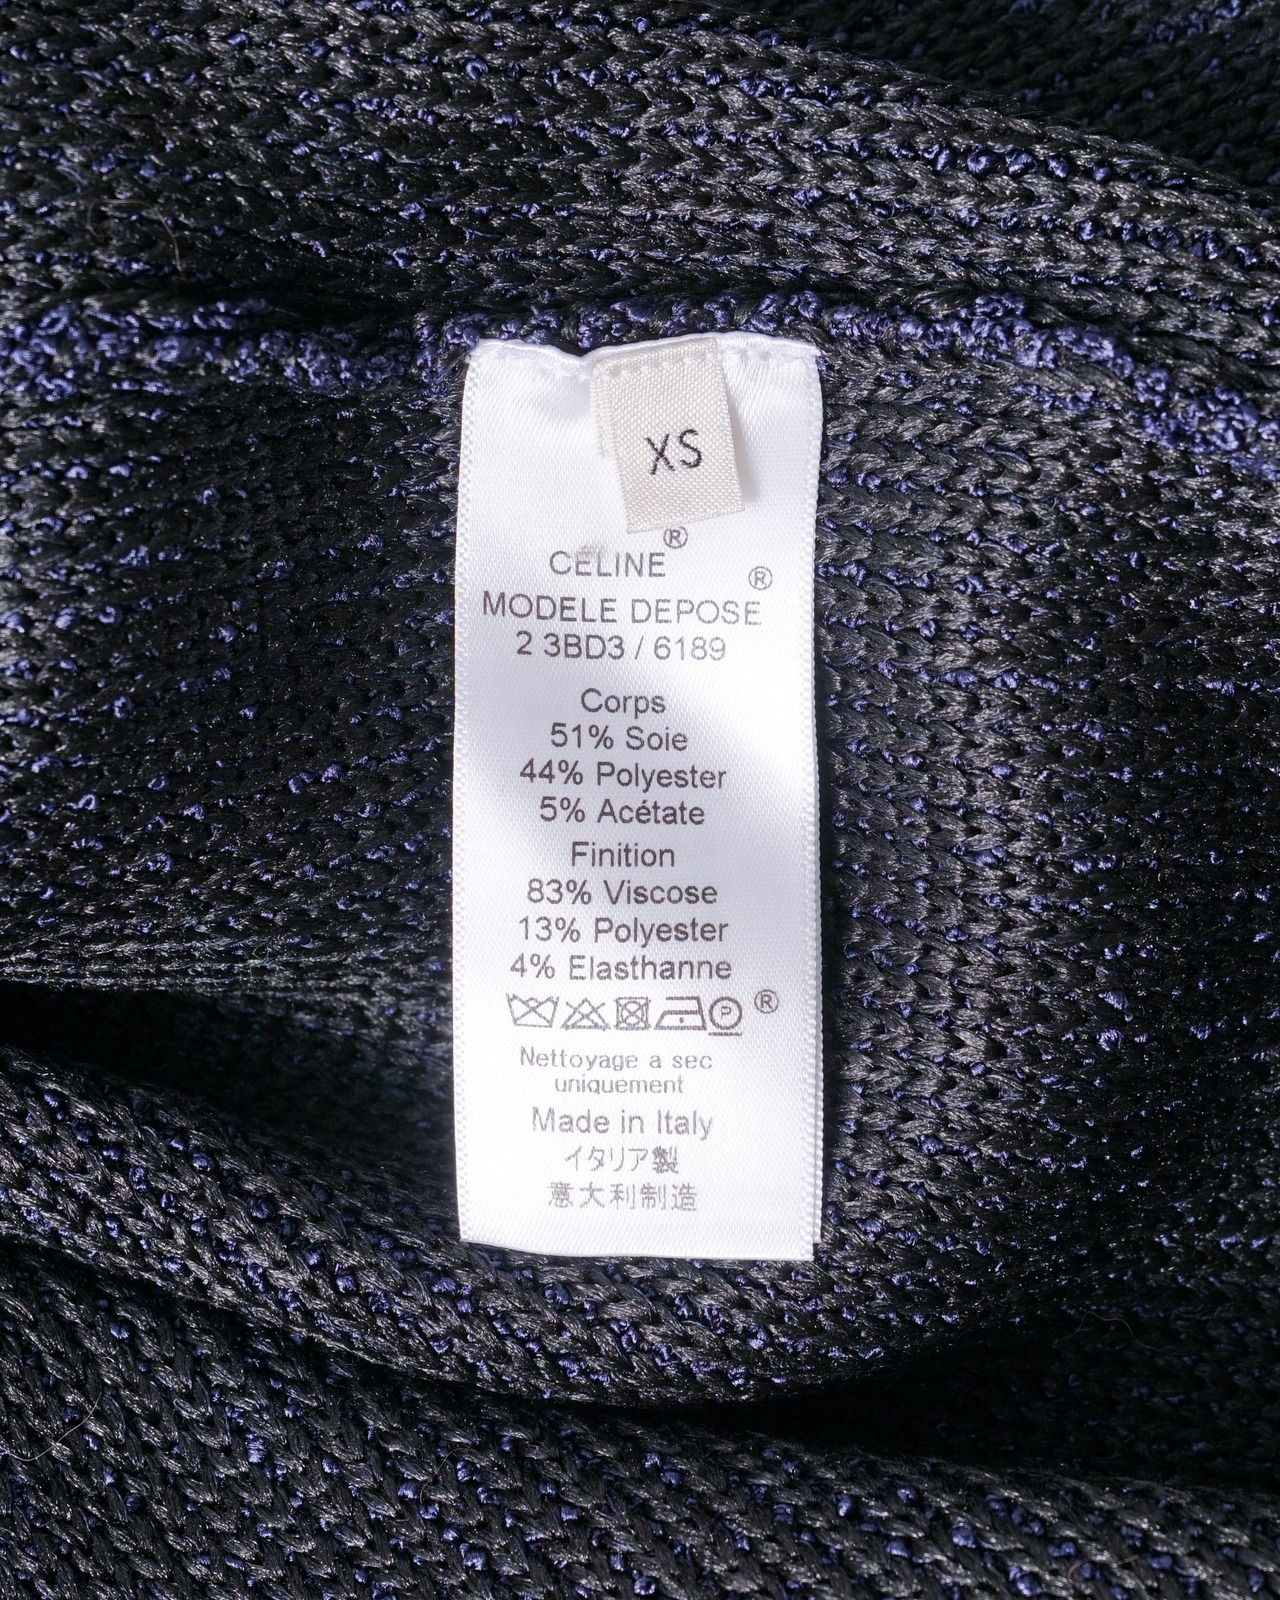 XS
®
CÉLINE
®
MODELE DEPOSE
2 3BD3 / 6189
Corps
51% Soie
44% Polyester
5% Acétate
Finition
83% Viscose
13% Polyester
4% Elasthanne
P ®
Nettoyage a sec
uniquement
Made in Italy
イタリア製
意大利制造